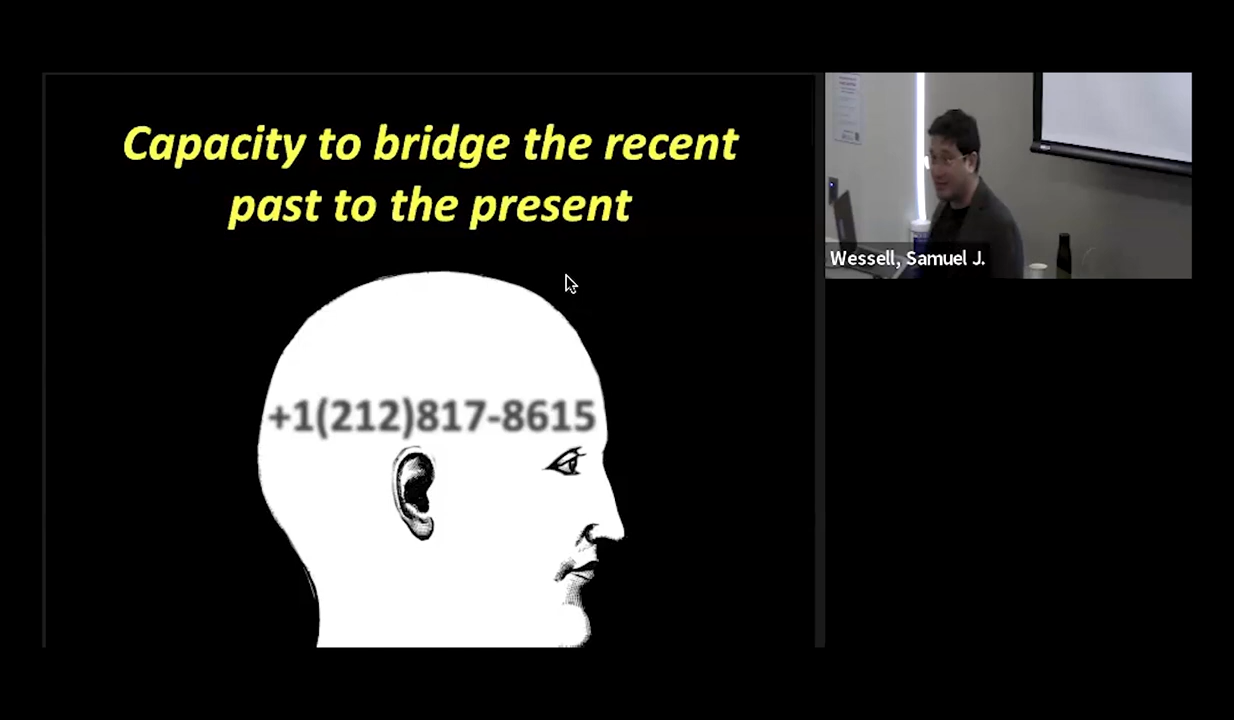 Capacity to bridge the recent
past to the present
+1(212)817-8615
Wessell, Samuel J.